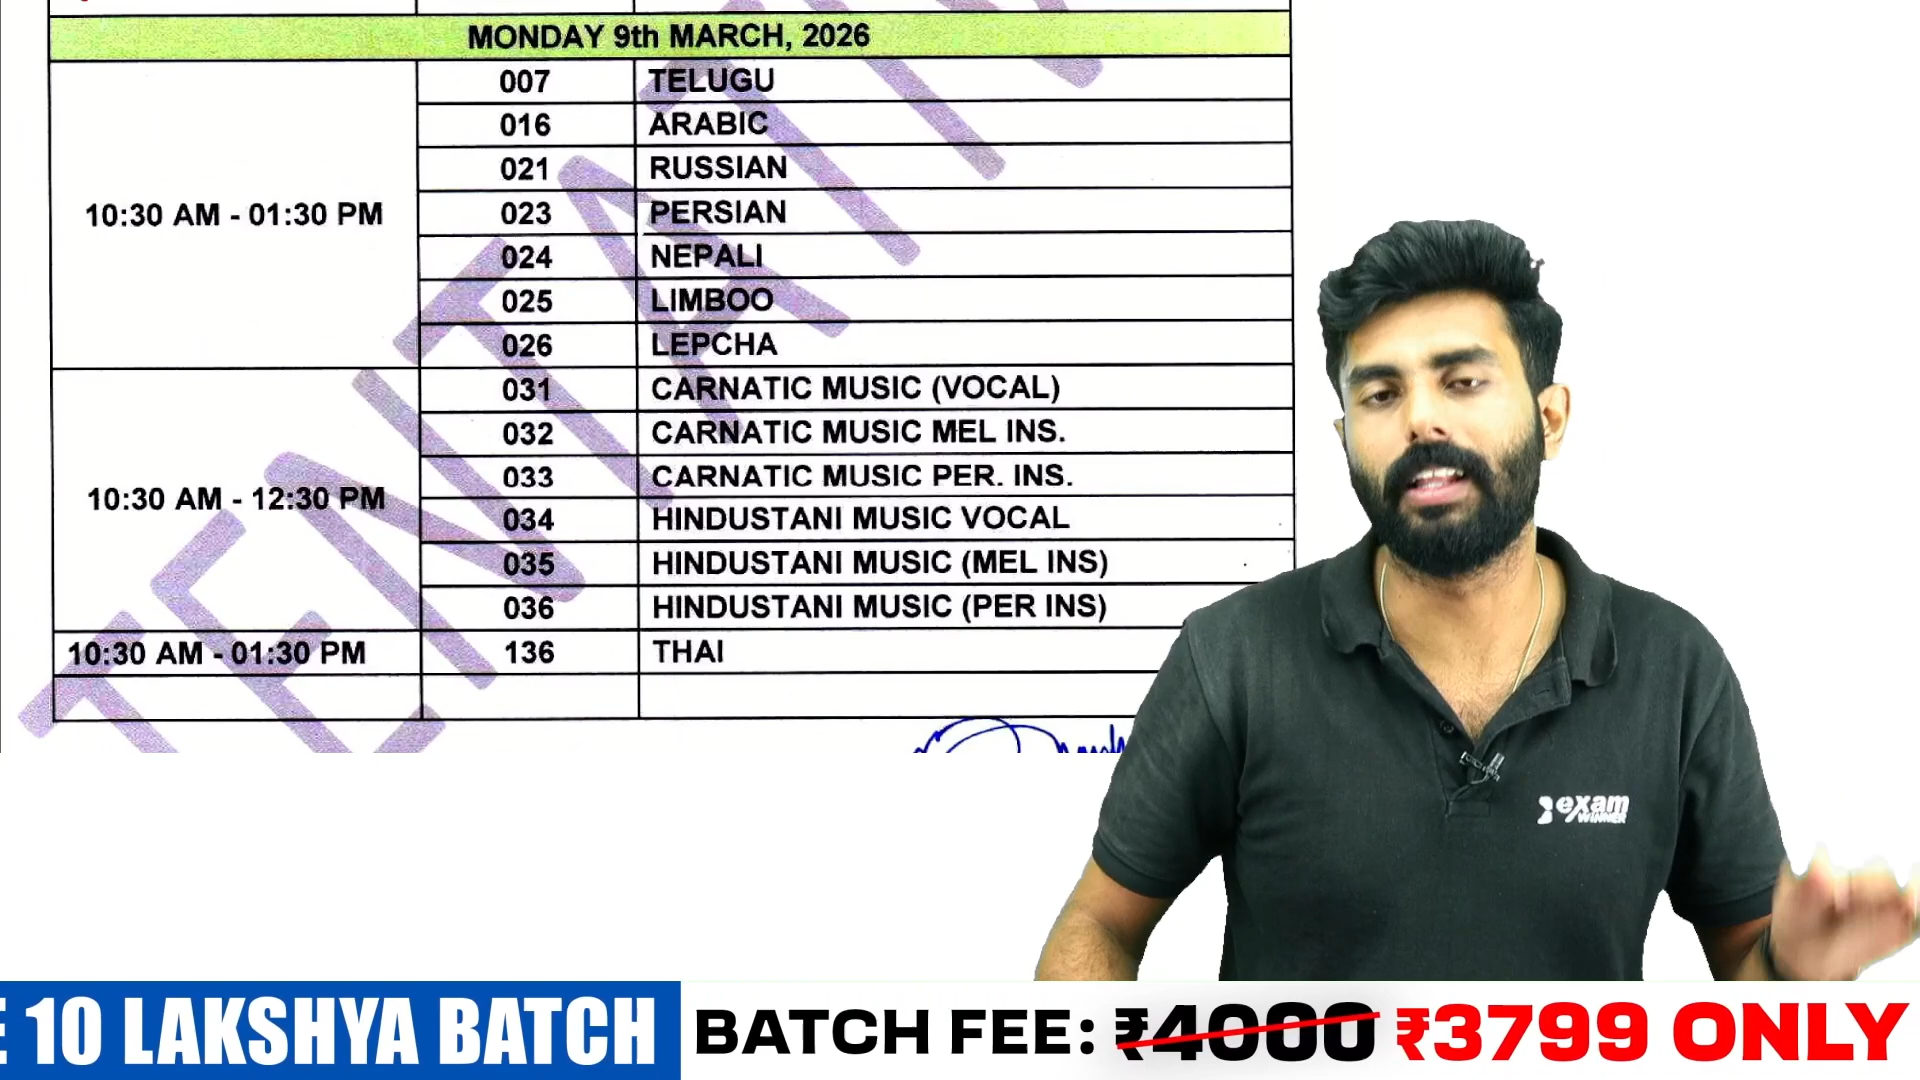 MONDAY 9th MARCH, 2026
10:30 AM - 01:30 PM
007 TELUGU
016 ARABIC
021 RUSSIAN
023 PERSIAN
024 NEPALI
025 LIMBOO
026 LEPCHA
10:30 AM - 12:30 PM
031 CARNATIC MUSIC (VOCAL)
032 CARNATIC MUSIC MEL INS.
033 CARNATIC MUSIC PER. INS.
034 HINDUSTANI MUSIC VOCAL
035 HINDUSTANI MUSIC (MEL INS)
036 HINDUSTANI MUSIC (PER INS)
10:30 AM - 01:30 PM 136 THAI
exam
WINNER
E 10 LAKSHYA BATCH
BATCH FEE: ₹4000 ₹3799 ONLY